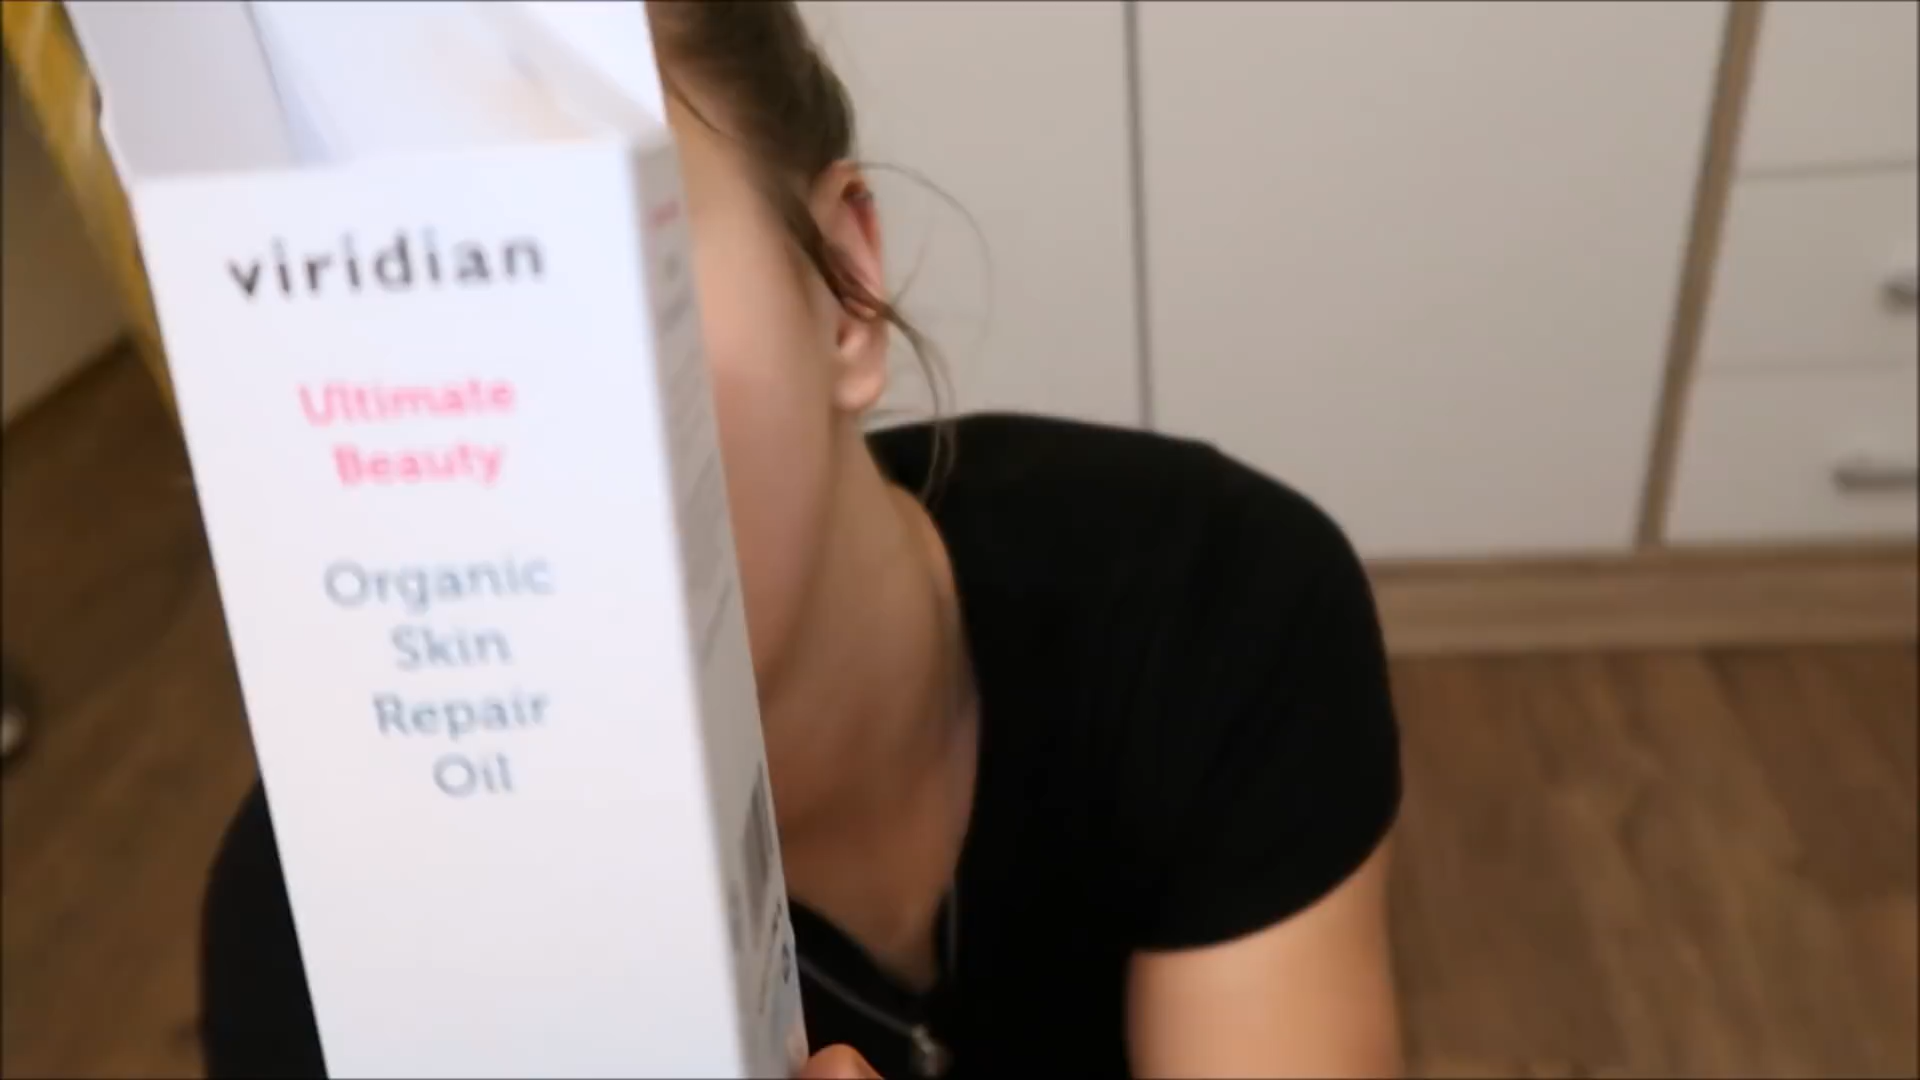 viridian
Ultimate
Beauty
Organic
Skin
Repair
Oil